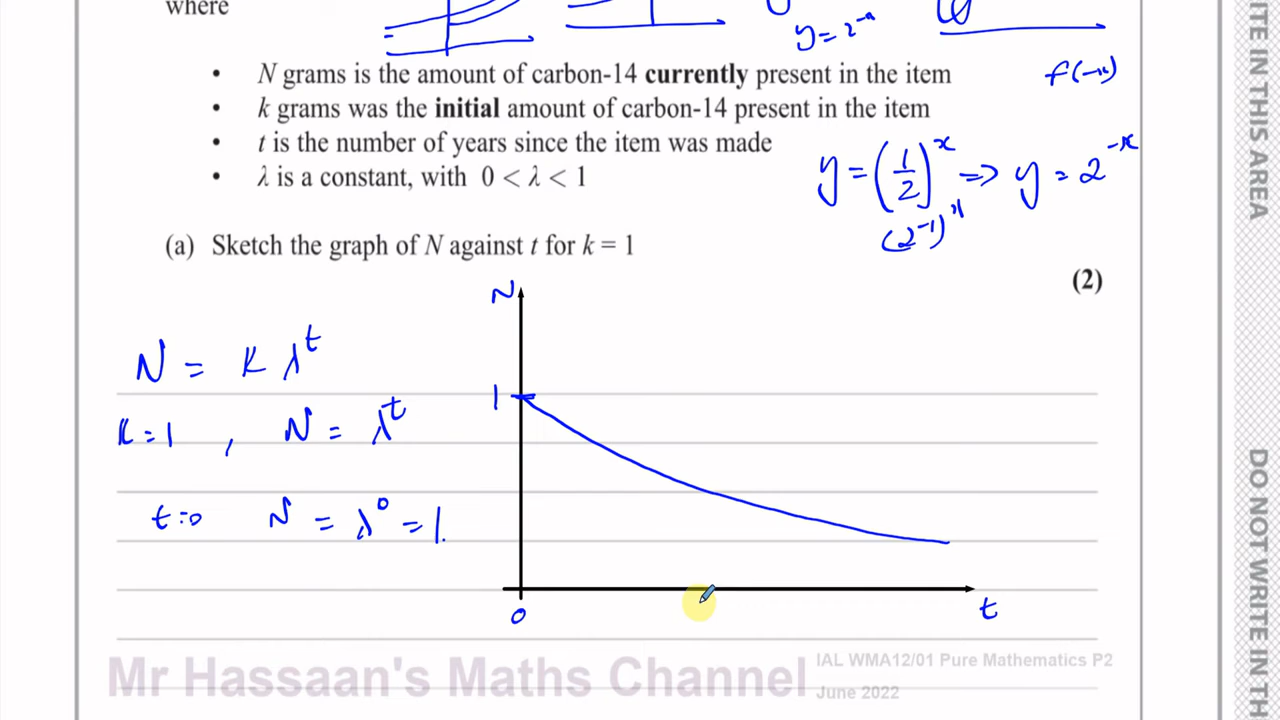 where
y = 2⁻ˣ
• N grams is the amount of carbon-14 currently present in the item
f(-x)
• k grams was the initial amount of carbon-14 present in the item
• t is the number of years since the item was made
• λ is a constant, with 0 < λ < 1
y = (1/2)ˣ => y = 2⁻ˣ
(2⁻¹)ˣ
(a) Sketch the graph of N against t for k = 1
(2)
N
N = K λᵗ
1
K = 1 , N = λᵗ
t=0 N = λ⁰ = 1.
0
t
Mr Hassaan's Maths Channel
IAL WMA12/01 Pure Mathematics P2
June 2022
ITE IN THIS AREA
DO NOT WRITE IN TH